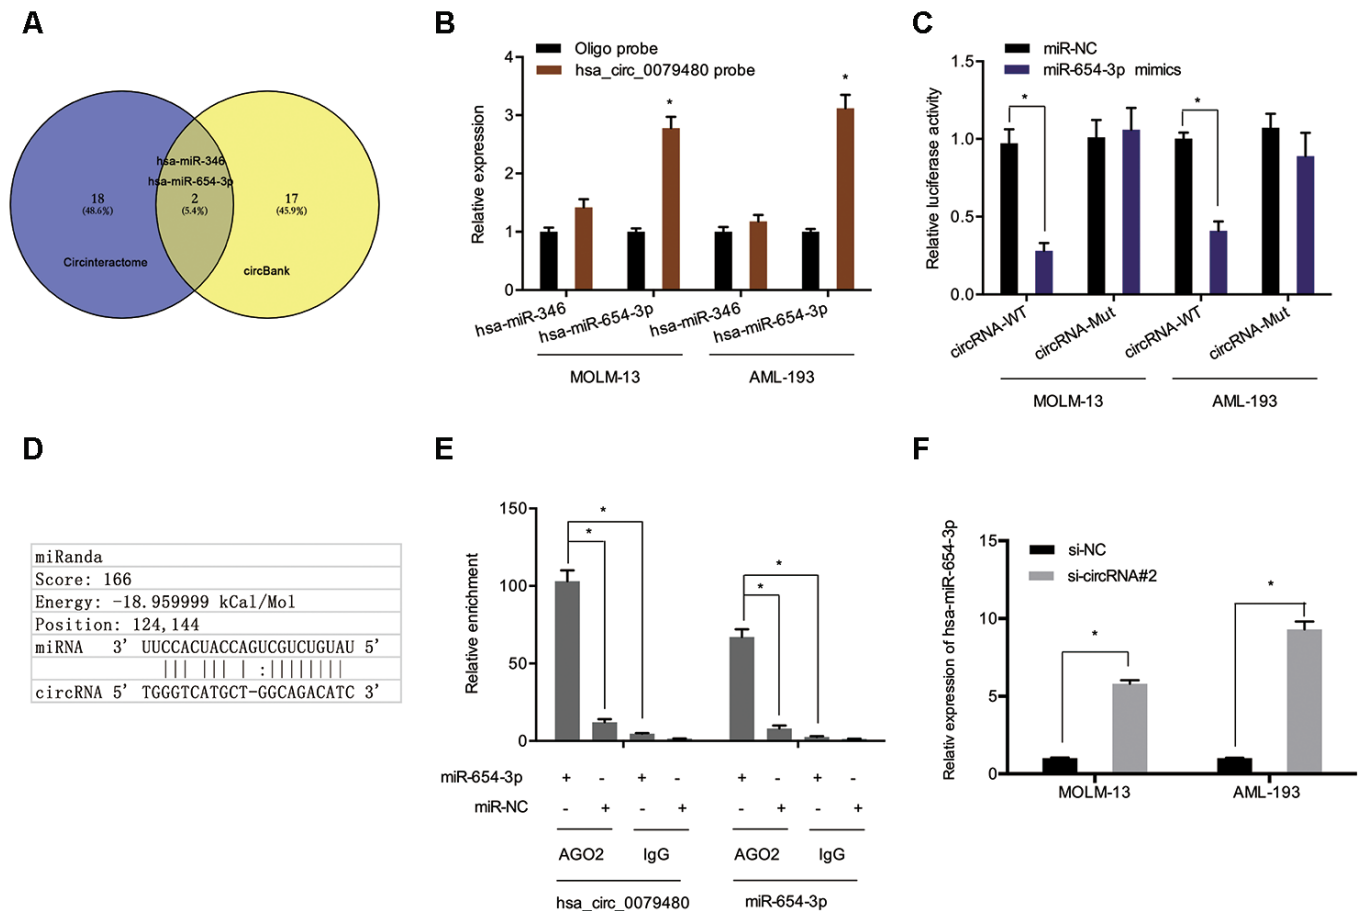 A
hsa-miR-346
hsa-miR-654-3p
18
(48.6%)
2
(5.4%)
17
(45.9%)
Circinteractome
circBank
B
Oligo probe
hsa_circ_0079480 probe
Relative expression
4
3
2
1
0
*
*
hsa-miR-346
hsa-miR-654-3p
hsa-miR-346
hsa-miR-654-3p
MOLM-13
AML-193
C
miR-NC
miR-654-3p mimics
Relative luciferase activity
1.5
1.0
0.5
0.0
*
*
circRNA-WT
circRNA-Mut
circRNA-WT
circRNA-Mut
MOLM-13
AML-193
D
miRanda
Score: 166
Energy: -18.959999 kCal/Mol
Position: 124,144
miRNA 3' UUCCACUACCAGUCGUCUGUAU 5'
||| ||| | :||||||||
circRNA 5' TGGGTCATGCT-GGCAGACATC 3'
E
Relative enrichment
150
100
50
0
*
*
*
*
miR-654-3p + - + - + - + -
miR-NC - + - + - + - +
AGO2 IgG AGO2 IgG
hsa_circ_0079480 miR-654-3p
F
si-NC
si-circRNA#2
Relativ expression of hsa-miR-654-3p
15
10
5
0
*
*
MOLM-13
AML-193